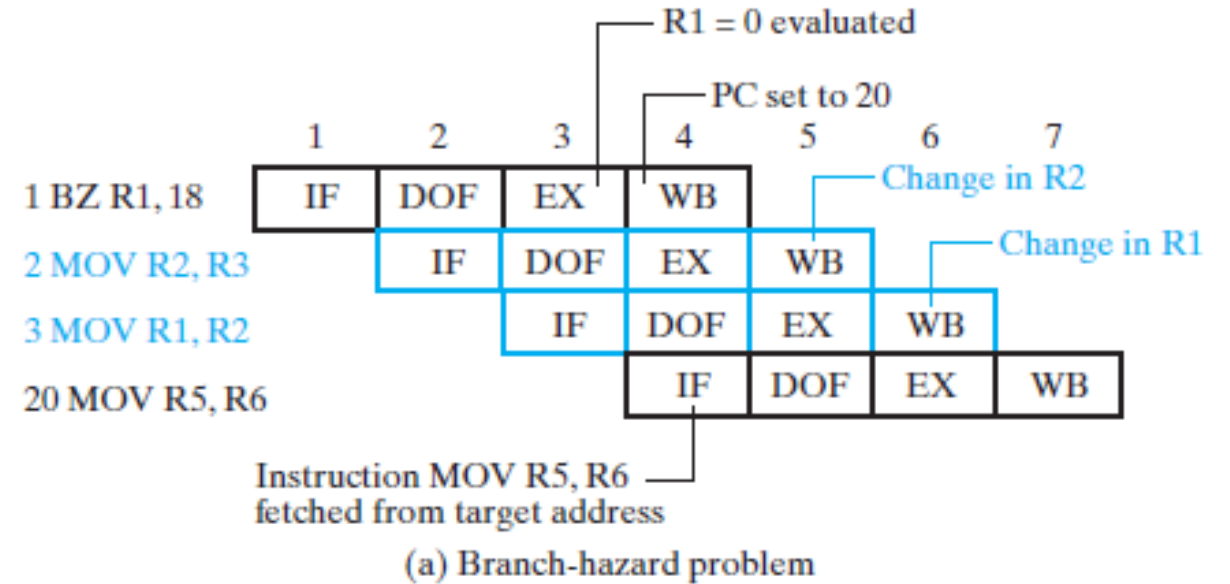 R1 = 0 evaluated
PC set to 20
1 2 3 4 5 6 7
Change in R2
1 BZ R1, 18 IF DOF EX WB
Change in R1
2 MOV R2, R3 IF DOF EX WB
3 MOV R1, R2 IF DOF EX WB
20 MOV R5, R6 IF DOF EX WB
Instruction MOV R5, R6
fetched from target address
(a) Branch-hazard problem